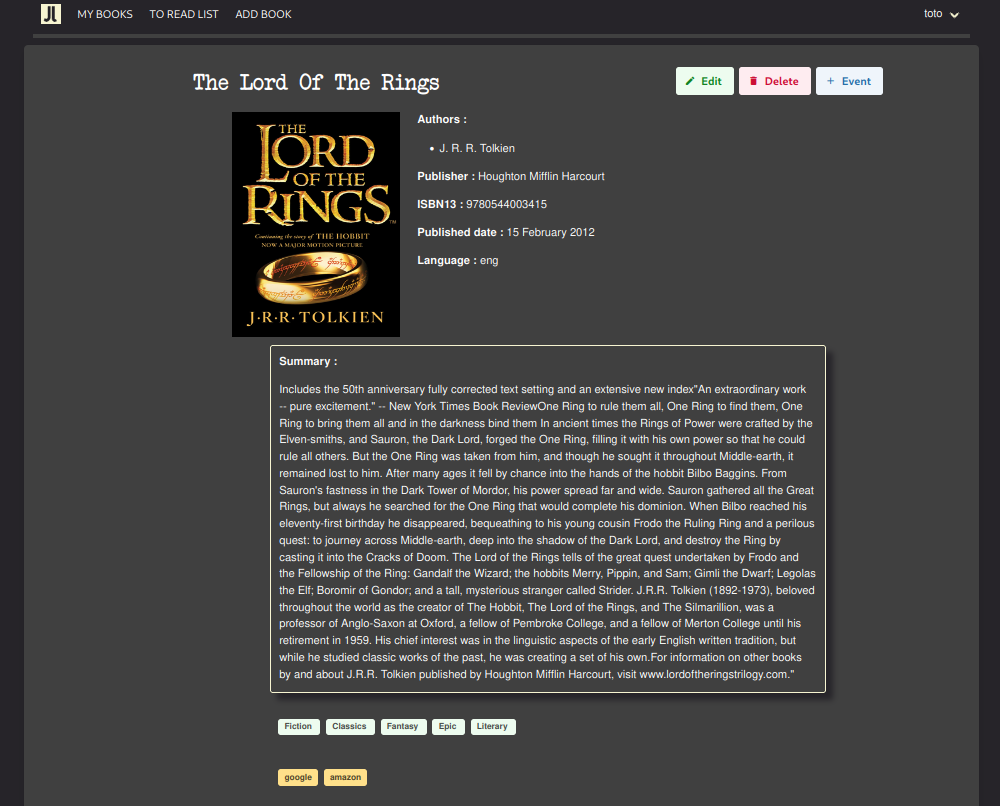 JL MY BOOKS TO READ LIST ADD BOOK toto
The Lord Of The Rings Edit Delete + Event
THE
LORD
OF THE
RINGS™
Continuing the story of THE HOBBIT
NOW A MAJOR MOTION PICTURE
J·R·R·TOLKIEN
Authors :
• J. R. R. Tolkien
Publisher : Houghton Mifflin Harcourt
ISBN13 : 9780544003415
Published date : 15 February 2012
Language : eng
Summary :
Includes the 50th anniversary fully corrected text setting and an extensive new index"An extraordinary work
-- pure excitement." -- New York Times Book ReviewOne Ring to rule them all, One Ring to find them, One
Ring to bring them all and in the darkness bind them In ancient times the Rings of Power were crafted by the
Elven-smiths, and Sauron, the Dark Lord, forged the One Ring, filling it with his own power so that he could
rule all others. But the One Ring was taken from him, and though he sought it throughout Middle-earth, it
remained lost to him. After many ages it fell by chance into the hands of the hobbit Bilbo Baggins. From
Sauron's fastness in the Dark Tower of Mordor, his power spread far and wide. Sauron gathered all the Great
Rings, but always he searched for the One Ring that would complete his dominion. When Bilbo reached his
eleventy-first birthday he disappeared, bequeathing to his young cousin Frodo the Ruling Ring and a perilous
quest: to journey across Middle-earth, deep into the shadow of the Dark Lord, and destroy the Ring by
casting it into the Cracks of Doom. The Lord of the Rings tells of the great quest undertaken by Frodo and
the Fellowship of the Ring: Gandalf the Wizard; the hobbits Merry, Pippin, and Sam; Gimli the Dwarf; Legolas
the Elf; Boromir of Gondor; and a tall, mysterious stranger called Strider. J.R.R. Tolkien (1892-1973), beloved
throughout the world as the creator of The Hobbit, The Lord of the Rings, and The Silmarillion, was a
professor of Anglo-Saxon at Oxford, a fellow of Pembroke College, and a fellow of Merton College until his
retirement in 1959. His chief interest was in the linguistic aspects of the early English written tradition, but
while he studied classic works of the past, he was creating a set of his own.For information on other books
by and about J.R.R. Tolkien published by Houghton Mifflin Harcourt, visit www.lordoftheringstrilogy.com."
Fiction Classics Fantasy Epic Literary
google amazon